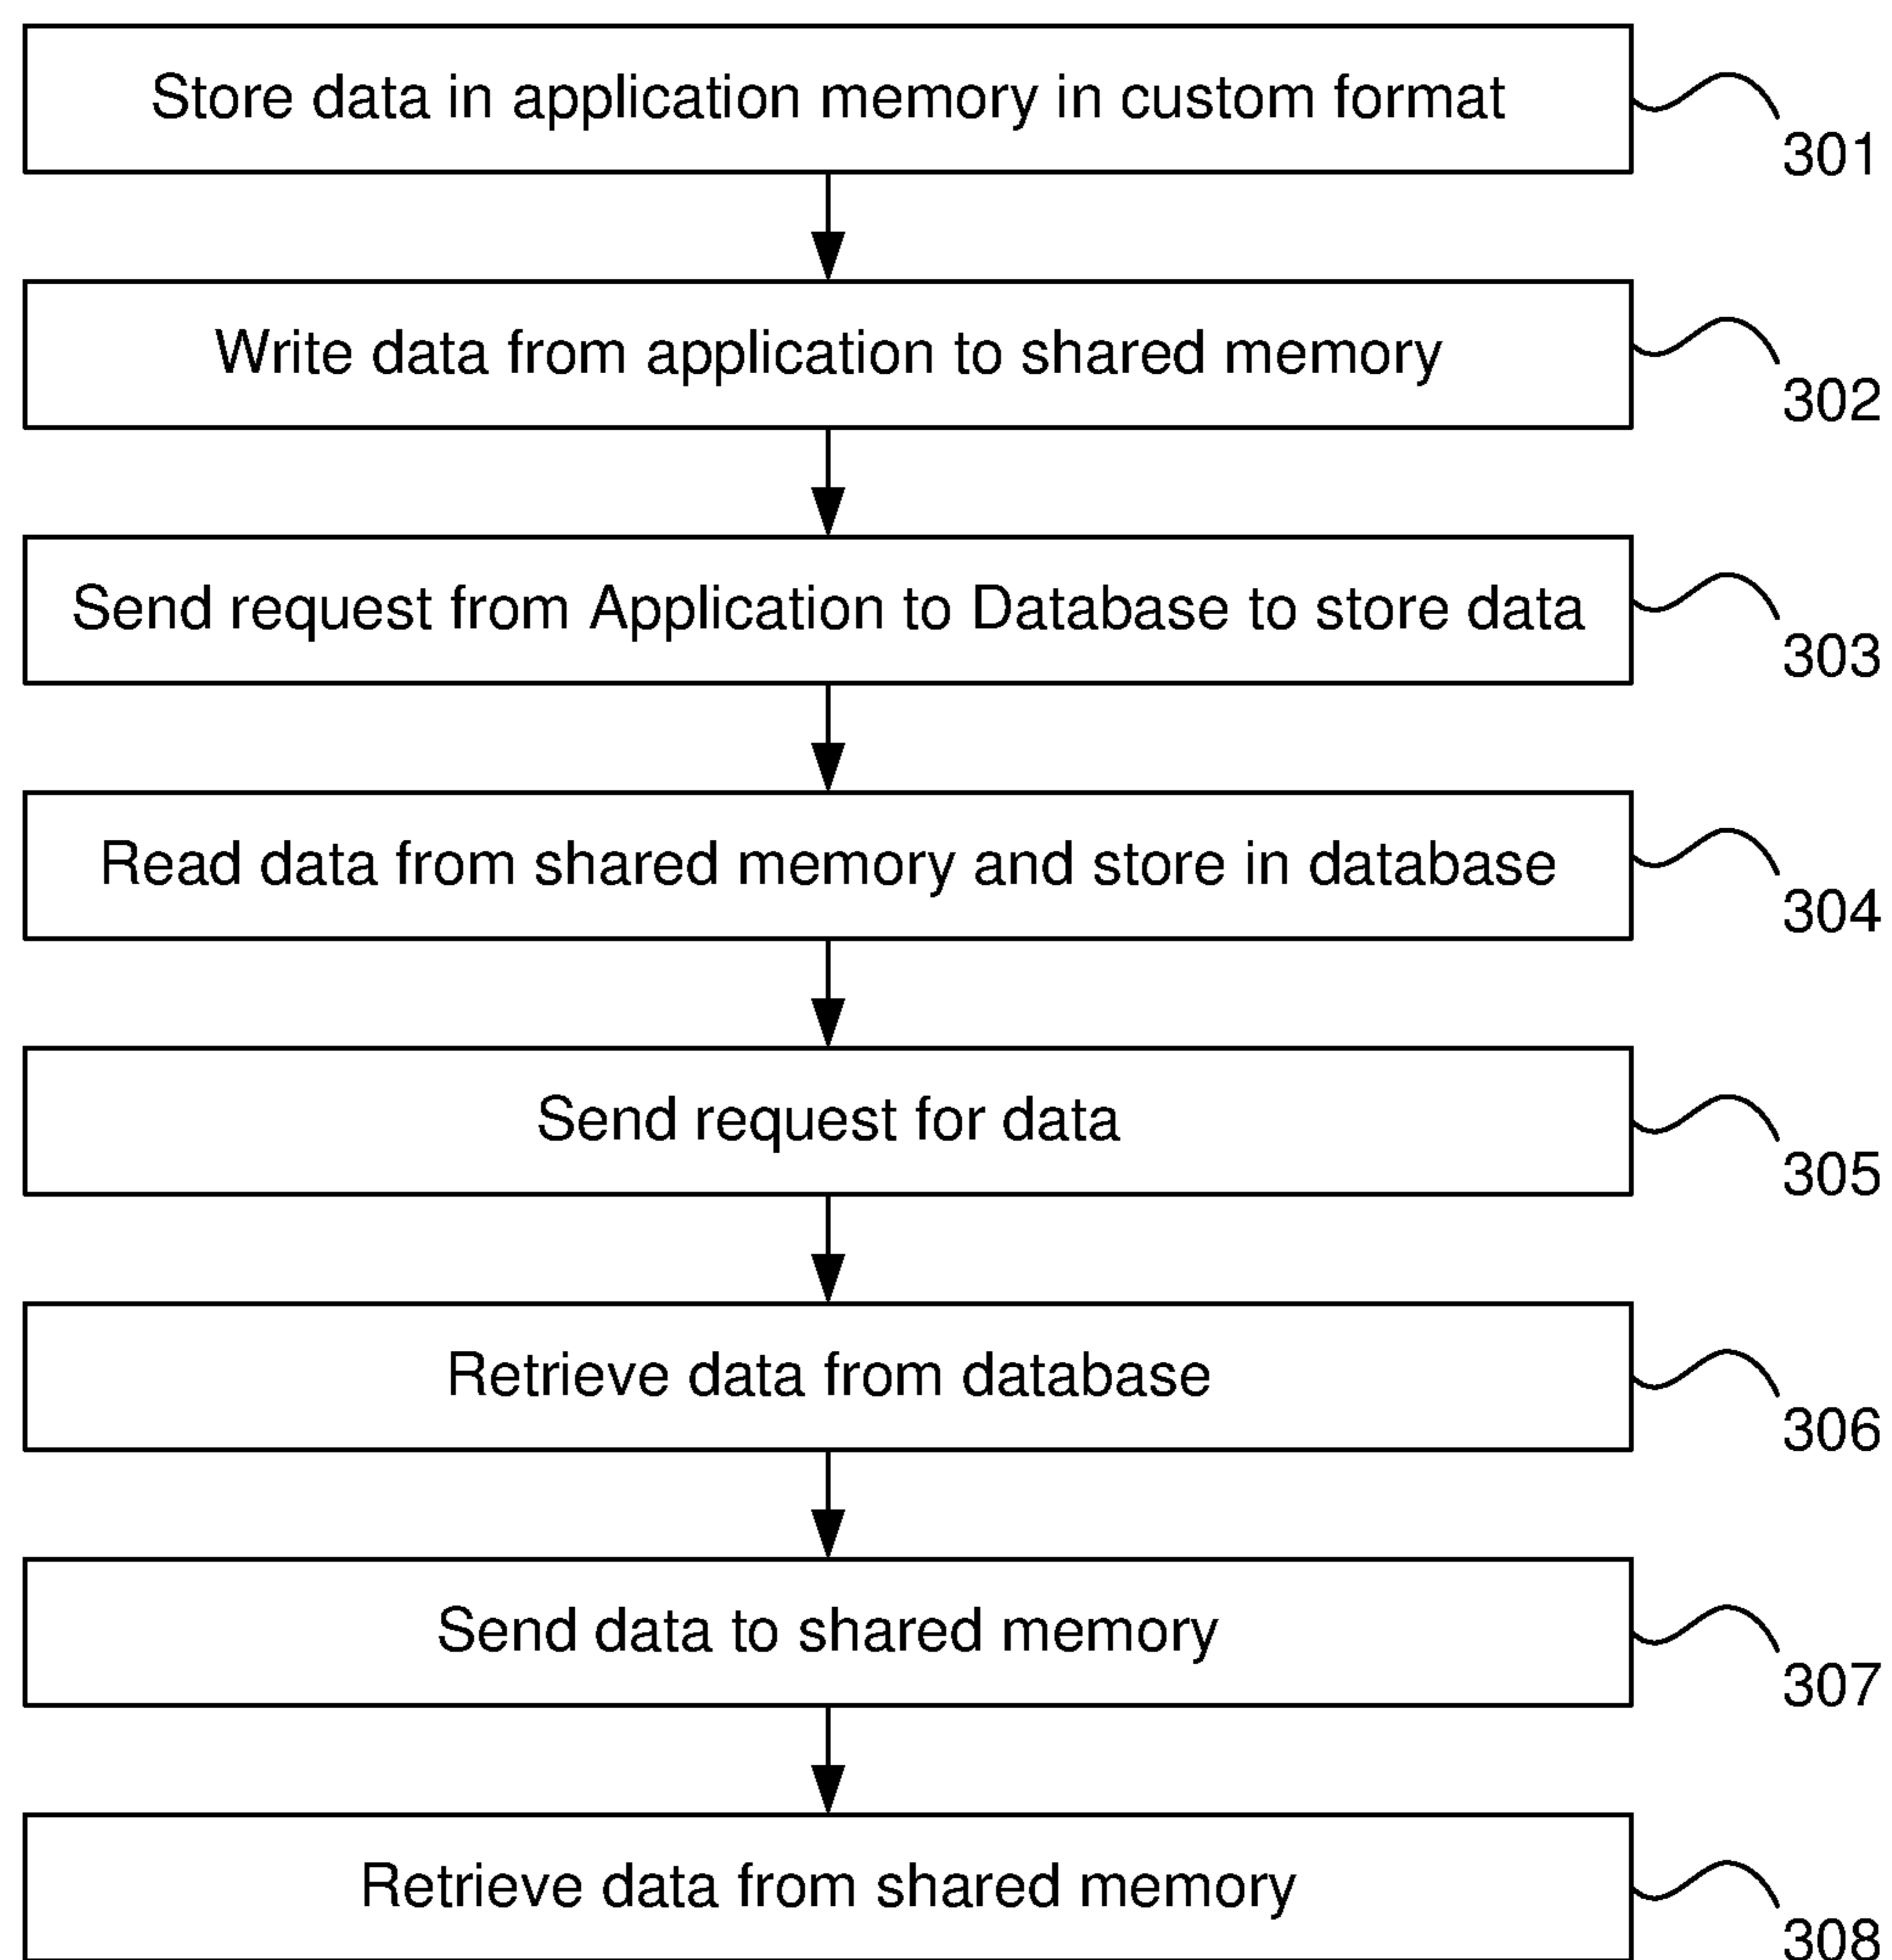 Store data in application memory in custom format
301
Write data from application to shared memory
302
Send request from Application to Database to store data
303
Read data from shared memory and store in database
304
Send request for data
305
Retrieve data from database
306
Send data to shared memory
307
Retrieve data from shared memory
308